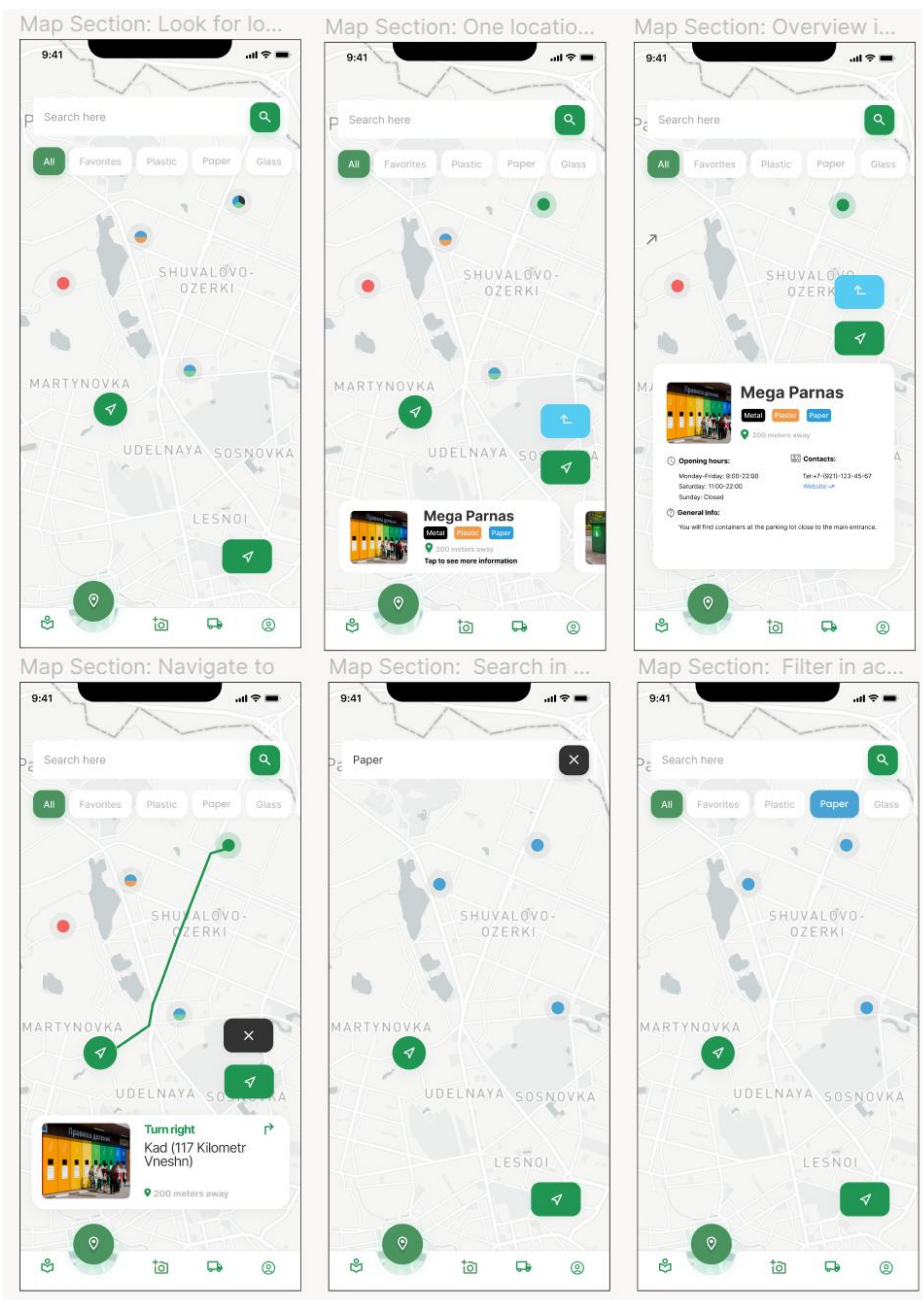 Map Section: Look for lo...
9:41
Search here
All Favorites Plastic Paper Glass
SHUVALOVO-
OZERKI
MARTYNOVKA
UDELNAYA SOSNOVKA
LESNOI
Map Section: One locatio...
9:41
P Search here
All Favorites Plastic Paper Glass
SHUVALOVO-
OZERKI
MARTYNOVKA
UDELNAYA SO
Mega Parnas
Metal Plastic Paper
200 meters away
Tap to see more information
Map Section: Overview i...
9:41
Search here
All Favorites Plastic Paper Glass
SHUVALOVO-
OZERK
Mega Parnas
Metal Plastic Paper
200 meters away
Opening hours:
Monday-Friday: 9:00-22:00
Saturday: 11:00-22:00
Sunday: Closed
Contacts:
Tel:+7-(921)-123-45-67
Website
General Info:
You will find containers at the parking lot close to the main entrance.
Map Section: Navigate to
9:41
Search here
All Favorites Plastic Paper Glass
SHUVALOVO-
OZERKI
MARTYNOVKA
UDELNAYA SOSNOVKA
Правила деления
Turn right
Kad (117 Kilometr
Vneshn)
200 meters away
Map Section: Search in ...
9:41
Paper
SHUVALOVO-
OZERKI
MARTYNOVKA
UDELNAYA SOSNOVKA
LESNOI
Map Section: Filter in ac...
9:41
Search here
All Favorites Plastic Paper Glass
SHUVALOVO-
OZERKI
MARTYNOVKA
UDELNAYA SOSNOVKA
LESNOI